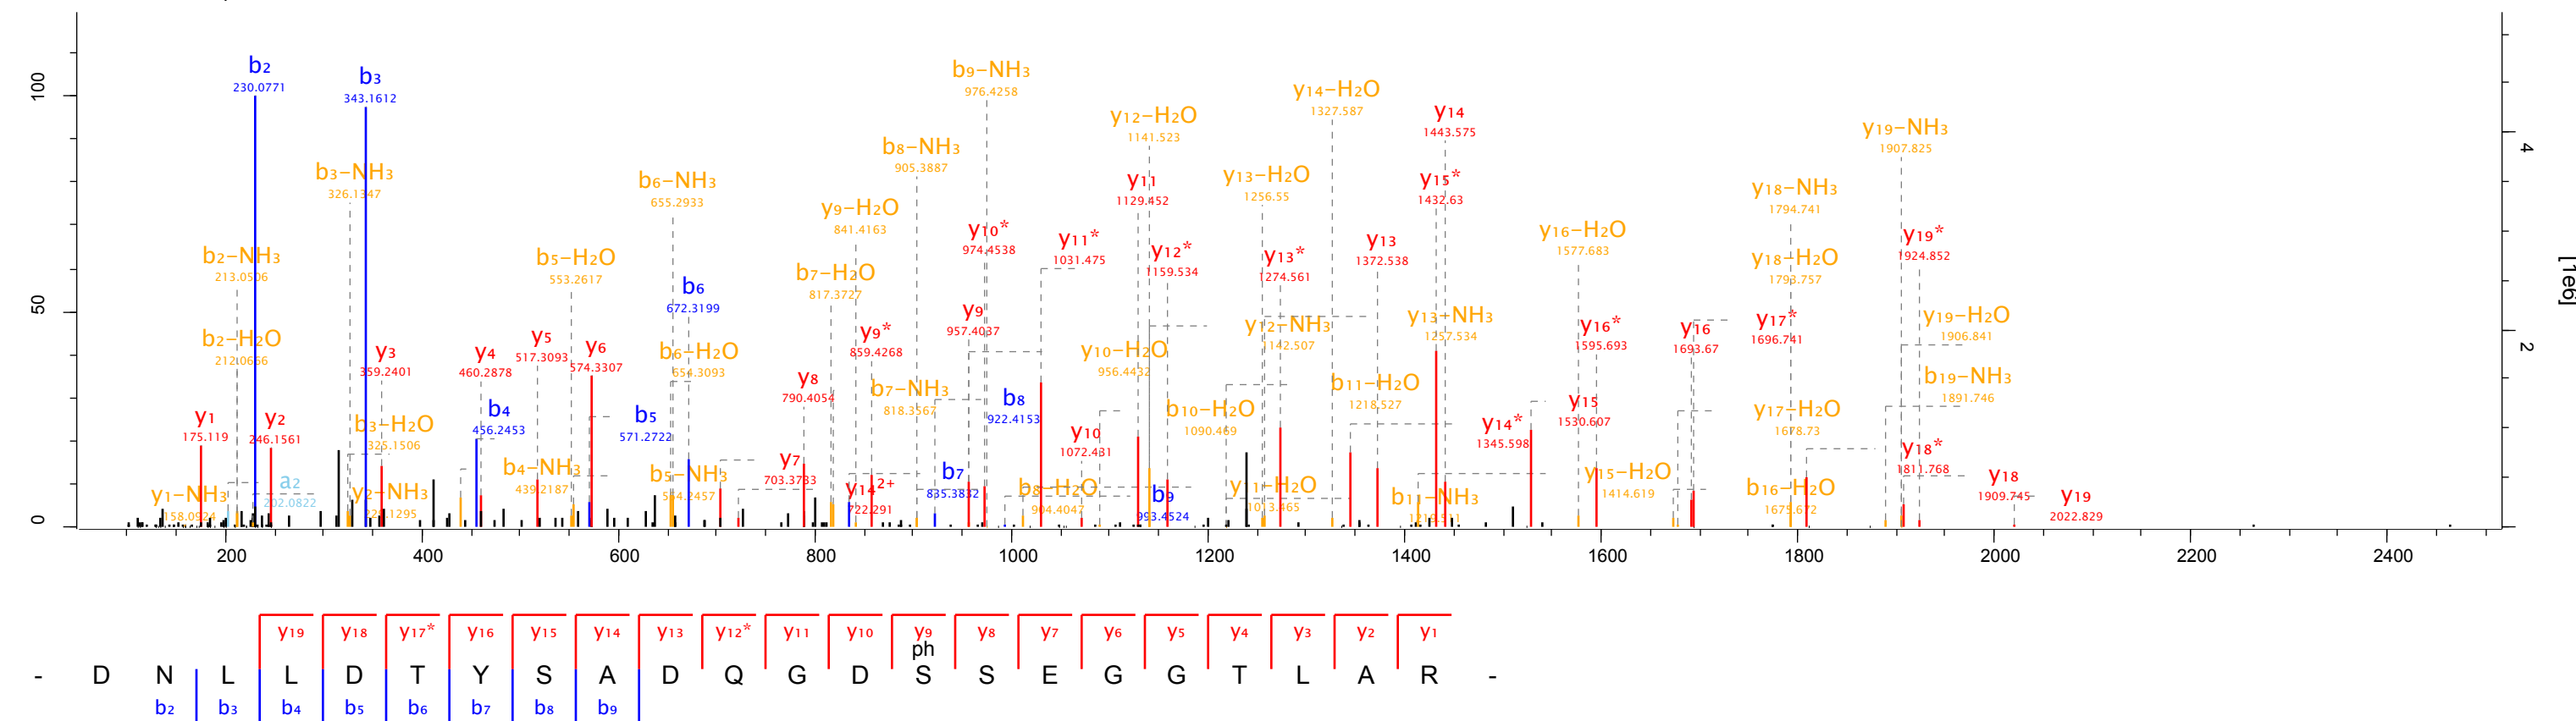 b2
230.0771
b3
343.1612
b9-NH3
976.4258
y14-H2O
1327.587
y14
1443.575
y12-H2O
1141.523
y19-NH3
1907.825
b8-NH3
905.3887
b3-NH3
326.1347
b6-NH3
655.2933
y11
1129.452
y13-H2O
1256.55
y15*
1432.63
y18-NH3
1794.741
y9-H2O
841.4163
y10*
974.4538
y11*
1031.475
y12*
1159.534
y13*
1274.561
y13
1372.538
y16-H2O
1577.683
y19*
1924.852
b2-NH3
213.0506
b5-H2O
553.2617
b7-H2O
817.3727
y18-H2O
1793.757
b6
672.3199
y9
957.4037
y12-NH3
1142.507
y13-NH3
1257.534
y16*
1595.693
y16
1693.67
y17*
1696.741
y19-H2O
1906.841
b2-H2O
212.0666
y3
359.2401
y4
460.2878
y5
517.3093
y6
574.3307
b6-H2O
654.3093
y9*
859.4268
y10-H2O
956.4432
y8
790.4054
b7-NH3
818.3567
b8
922.4153
b11-H2O
1218.527
b19-NH3
1891.746
y1
175.119
y2
246.1561
b3-H2O
325.1506
b4
456.2453
b5
571.2722
y10
1072.431
b10-H2O
1090.469
y14*
1345.598
y15
1530.607
y17-H2O
1678.73
y1-NH3
158.0924
a2
202.0822
y2-NH3
b4-NH3
439.2187
b5-NH3
y7
703.3733
y14 2+
722.291
b7
835.3832
b8-H2O
904.4047
b9
993.4524
y11-H2O
1013.465
b11-NH3
y15-H2O
1414.619
b16-H2O
1675.672
y18*
1811.768
y18
1909.745
y19
2022.829
100
50
0
4
2
[1e6]
200 400 600 800 1000 1200 1400 1600 1800 2000 2200 2400
y19 y18 y17* y16 y15 y14 y13 y12* y11 y10 y9 y8 y7 y6 y5 y4 y3 y2 y1
ph
- D N L L D T Y S A D Q G D S S E G G T L A R -
b2 b3 b4 b5 b6 b7 b8 b9